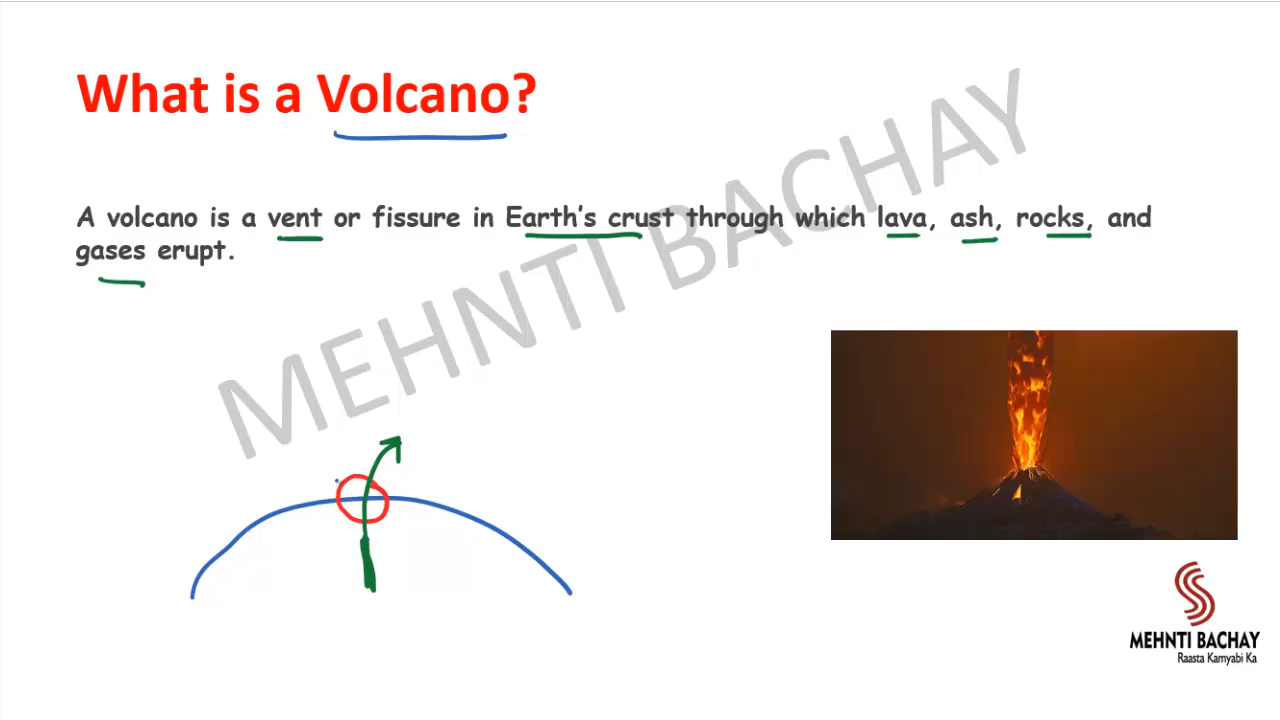 What is a Volcano?
A volcano is a vent or fissure in Earth's crust through which lava, ash, rocks, and
gases erupt.
MEHNTI BACHAY
MEHNTI BACHAY
Raasta Kamyabi Ka